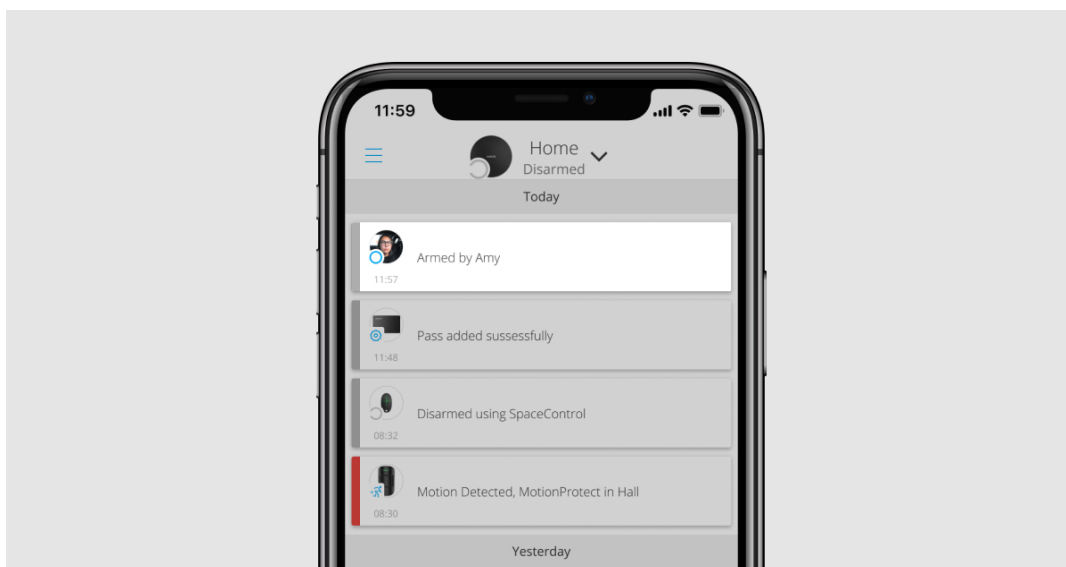 11:59
Home
Disarmed
Today
Armed by Amy
11:57
Pass added sussessfully
11:48
Disarmed using SpaceControl
08:32
Motion Detected, MotionProtect in Hall
08:30
Yesterday